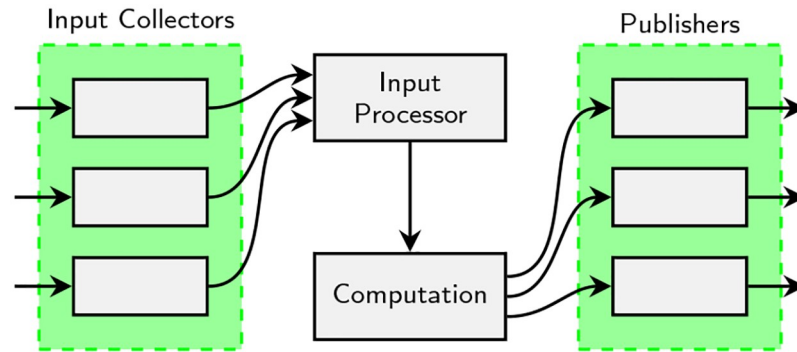 Input Collectors
Publishers
Input
Processor
Computation